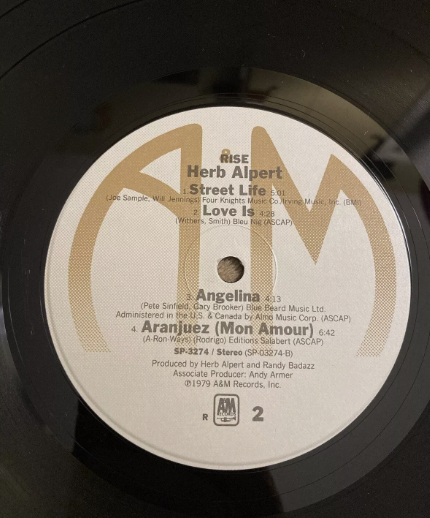 A&M
RISE
Herb Alpert
1. Street Life 5:01
(Joe Sample, Will Jennings) Four Knights Music Co./Irving Music, Inc. (BMI)
2. Love Is 4:28
(Withers, Smith) Bleu Nig (ASCAP)
3. Angelina 4:13
(Pete Sinfield, Gary Brooker) Blue Beard Music Ltd.
Administered in the U.S. & Canada by Almo Music Corp. (ASCAP)
4. Aranjuez (Mon Amour) 6:42
(A-Ron-Ways) (Rodrigo) Editions Salabert (ASCAP)
SP-3274 / Stereo (SP-03274-B)
Produced by Herb Alpert and Randy Badazz
Associate Producer: Andy Armer
℗1979 A&M Records, Inc.
R A&M 2